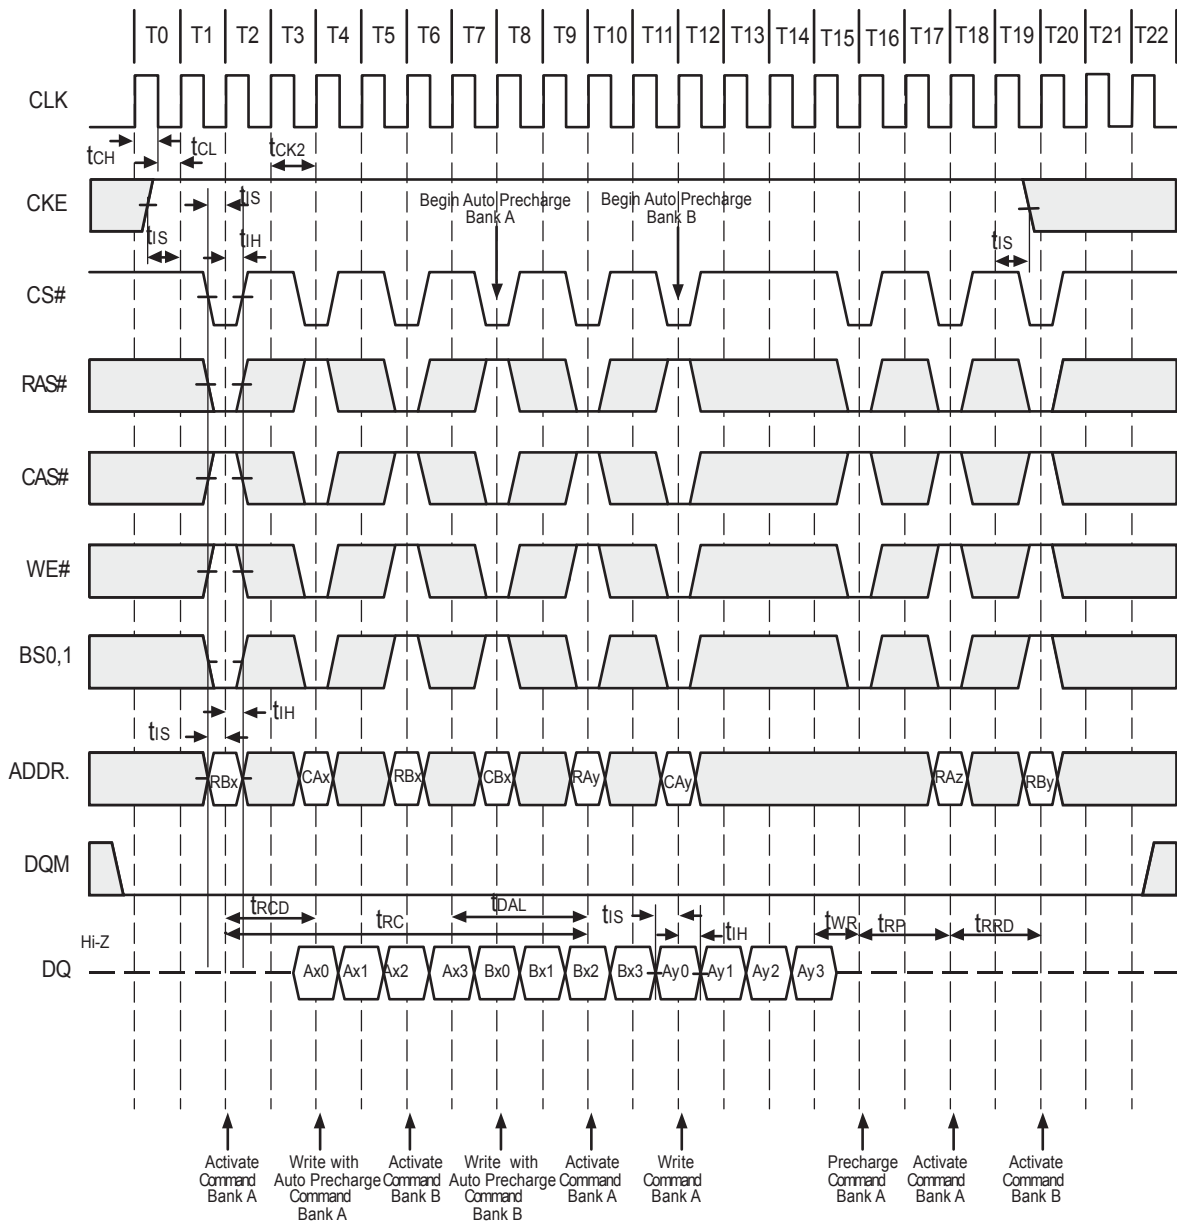 T0 T1 T2 T3 T4 T5 T6 T7 T8 T9 T10 T11 T12 T13 T14 T15 T16 T17 T18 T19 T20 T21 T22
CLK
tCH tCL tCK2
CKE
tIS
Begin Auto Precharge
Bank A
Begin Auto Precharge
Bank B
tIS tIH tIS
CS#
RAS#
CAS#
WE#
BS0,1
tIS tIH
ADDR.
RBx CAx RBx CBx RAy CAy RAz RBy
DQM
tRCD tRC tDAL tIS tIH tWR tRP tRRD
Hi-Z
DQ
Ax0 Ax1 Ax2 Ax3 Bx0 Bx1 Bx2 Bx3 Ay0 Ay1 Ay2 Ay3
Activate
Command
Bank A
Write with
Auto Precharge
Command
Bank A
Activate
Command
Bank B
Write with
Auto Precharge
Command
Bank B
Activate
Command
Bank A
Write
Command
Bank A
Precharge
Command
Bank A
Activate
Command
Bank A
Activate
Command
Bank B